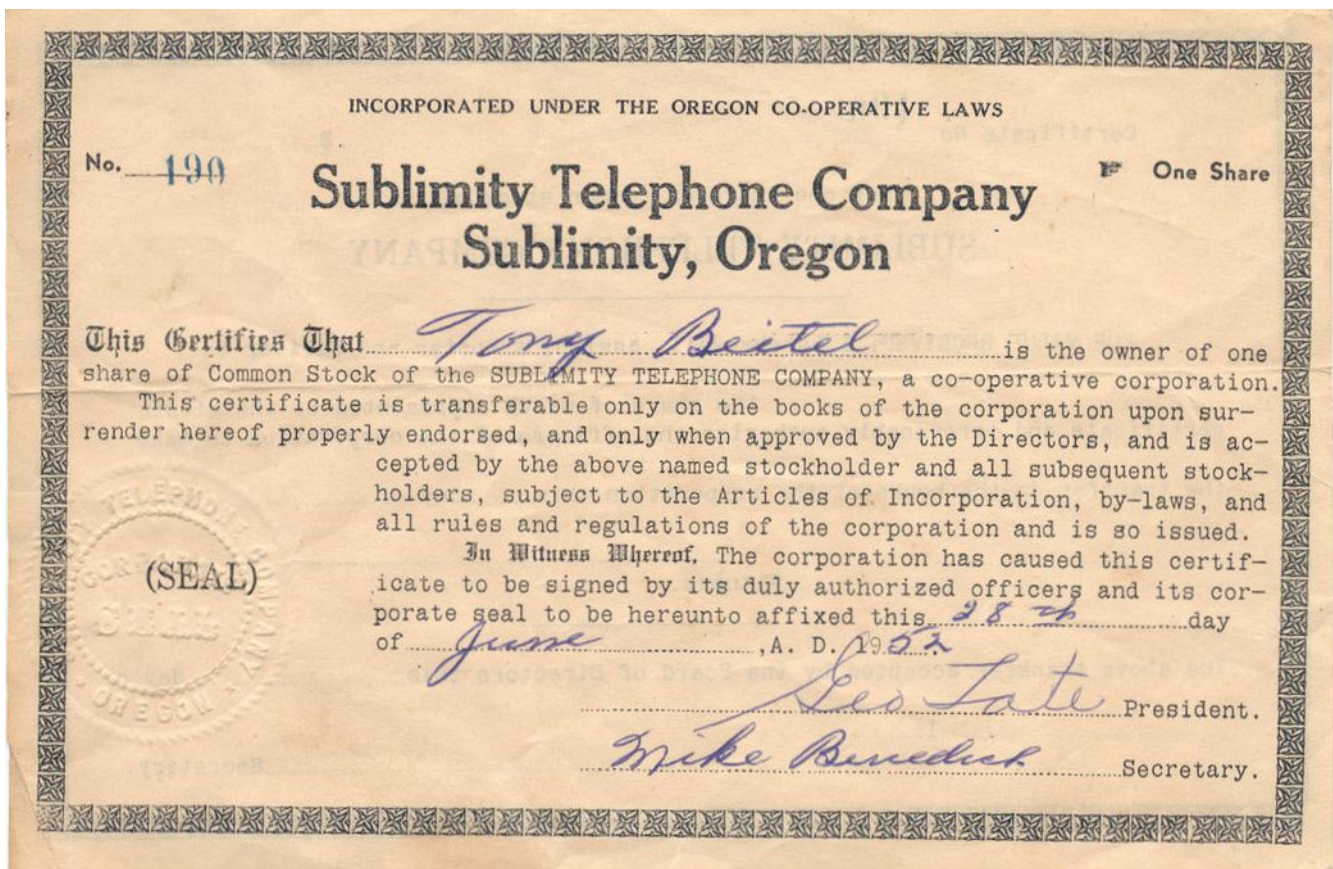 INCORPORATED UNDER THE OREGON CO-OPERATIVE LAWS
No. 190
One Share
Sublimity Telephone Company
Sublimity, Oregon
This Certifies That Tony Beitel is the owner of one
share of Common Stock of the SUBLIMITY TELEPHONE COMPANY, a co-operative corporation.
This certificate is transferable only on the books of the corporation upon sur-
render hereof properly endorsed, and only when approved by the Directors, and is ac-
cepted by the above named stockholder and all subsequent stock-
holders, subject to the Articles of Incorporation, by-laws, and
all rules and regulations of the corporation and is so issued.
In Witness Whereof, The corporation has caused this certif-
icate to be signed by its duly authorized officers and its cor-
porate seal to be hereunto affixed this 28th day
of June, A. D. 1952
Geo Tate President.
Mike Benedick Secretary.
(SEAL)
TELEPHONE COMPANY
OREGON